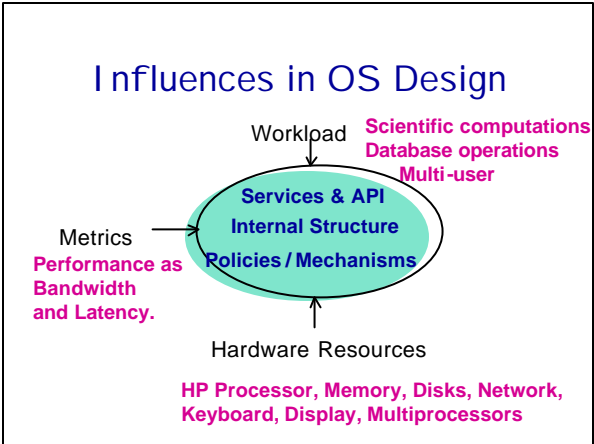 Influences in OS Design
Workload
Scientific computations
Database operations
Multi-user
Services & API
Internal Structure
Policies / Mechanisms
Metrics
Performance as
Bandwidth
and Latency.
Hardware Resources
HP Processor, Memory, Disks, Network,
Keyboard, Display, Multiprocessors